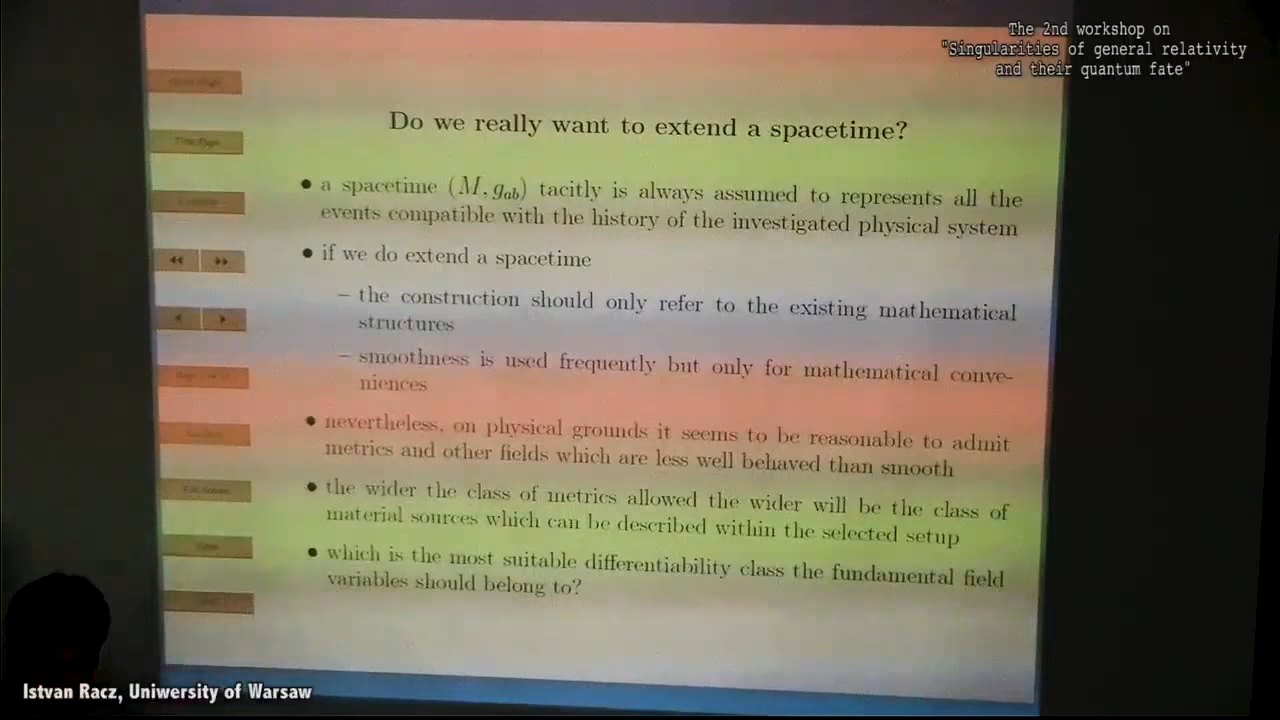 The 2nd workshop on
"Singularities of general relativity
and their quantum fate"
Do we really want to extend a spacetime?
• a spacetime (M, g_ab) tacitly is always assumed to represents all the
events compatible with the history of the investigated physical system
• if we do extend a spacetime
– the construction should only refer to the existing mathematical
structures
– smoothness is used frequently but only for mathematical conve-
niences
• nevertheless, on physical grounds it seems to be reasonable to admit
metrics and other fields which are less well behaved than smooth
• the wider the class of metrics allowed the wider will be the class of
material sources which can be described within the selected setup
• which is the most suitable differentiability class the fundamental field
variables should belong to?
Title Page
Istvan Racz, Uniwersity of Warsaw